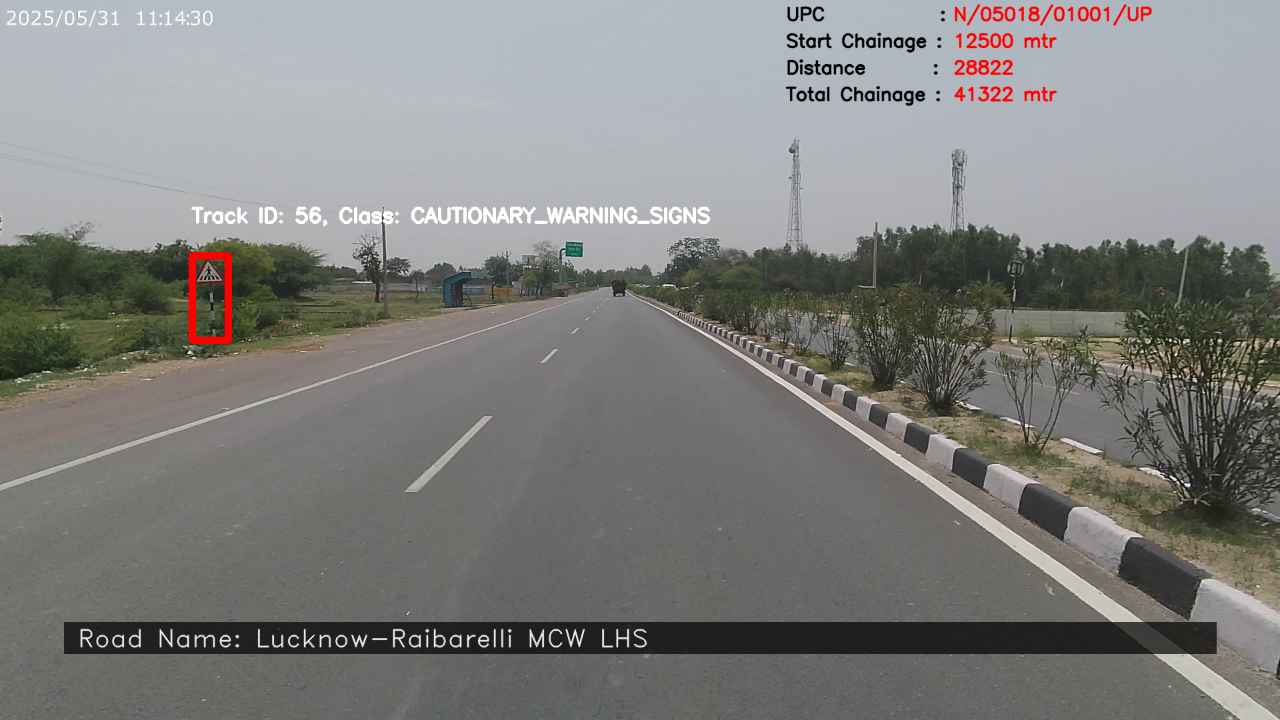 2025/05/31 11:14:30
UPC : N/05018/01001/UP
Start Chainage : 12500 mtr
Distance : 28822
Total Chainage : 41322 mtr
Track ID: 56, Class: CAUTIONARY_WARNING_SIGNS
Road Name: Lucknow-Raibarelli MCW LHS